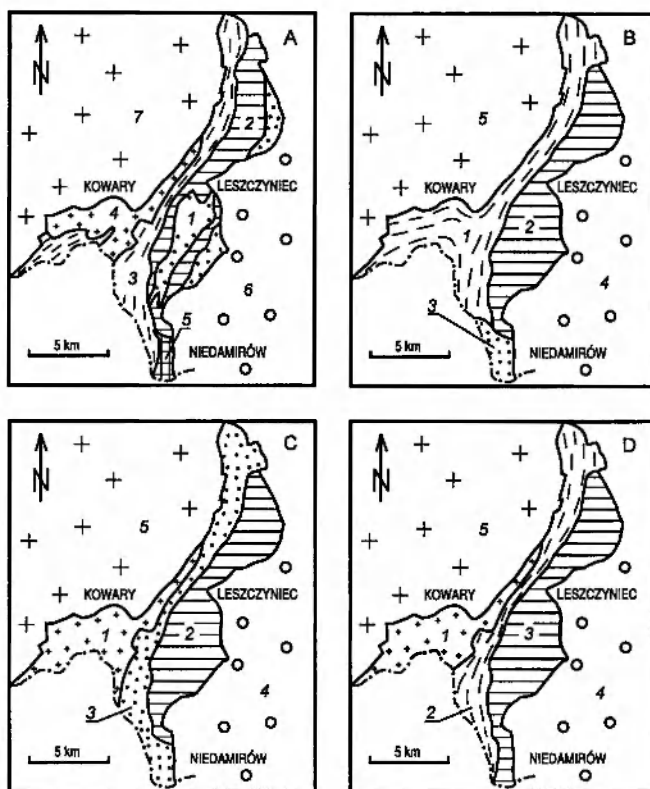 A
N
7
2
KOWARY
LESZCZYNIEC
4
1
3
6
5
5 km
NIEDAMIRÓW
B
N
5
KOWARY
LESZCZYNIEC
1
2
3
4
5 km
NIEDAMIRÓW
C
N
5
KOWARY
LESZCZYNIEC
1
2
4
3
5 km
NIEDAMIRÓW
D
N
5
KOWARY
LESZCZYNIEC
1
3
4
2
5 km
NIEDAMIRÓW